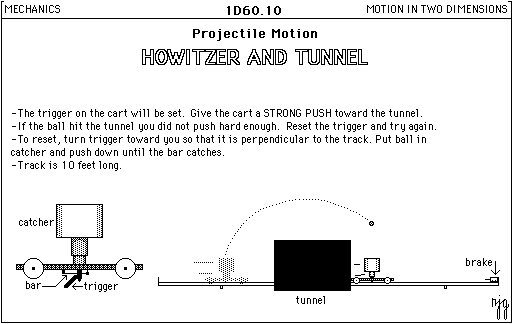 MECHANICS 1D60.10 MOTION IN TWO DIMENSIONS
Projectile Motion
HOWITZER AND TUNNEL
-The trigger on the cart will be set. Give the cart a STRONG PUSH toward the tunnel.
-If the ball hit the tunnel you did not push hard enough. Reset the trigger and try again.
-To reset, turn trigger toward you so that it is perpendicular to the track. Put ball in
catcher and push down until the bar catches.
-Track is 10 feet long.
catcher
brake
bar
trigger
tunnel
njg